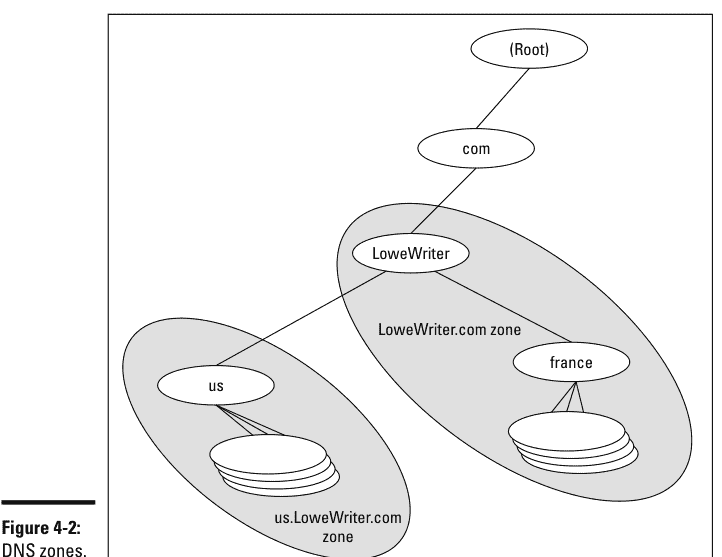 (Root)
com
LoweWriter
LoweWriter.com zone
france
us
us.LoweWriter.com
zone
Figure 4-2:
DNS zones.